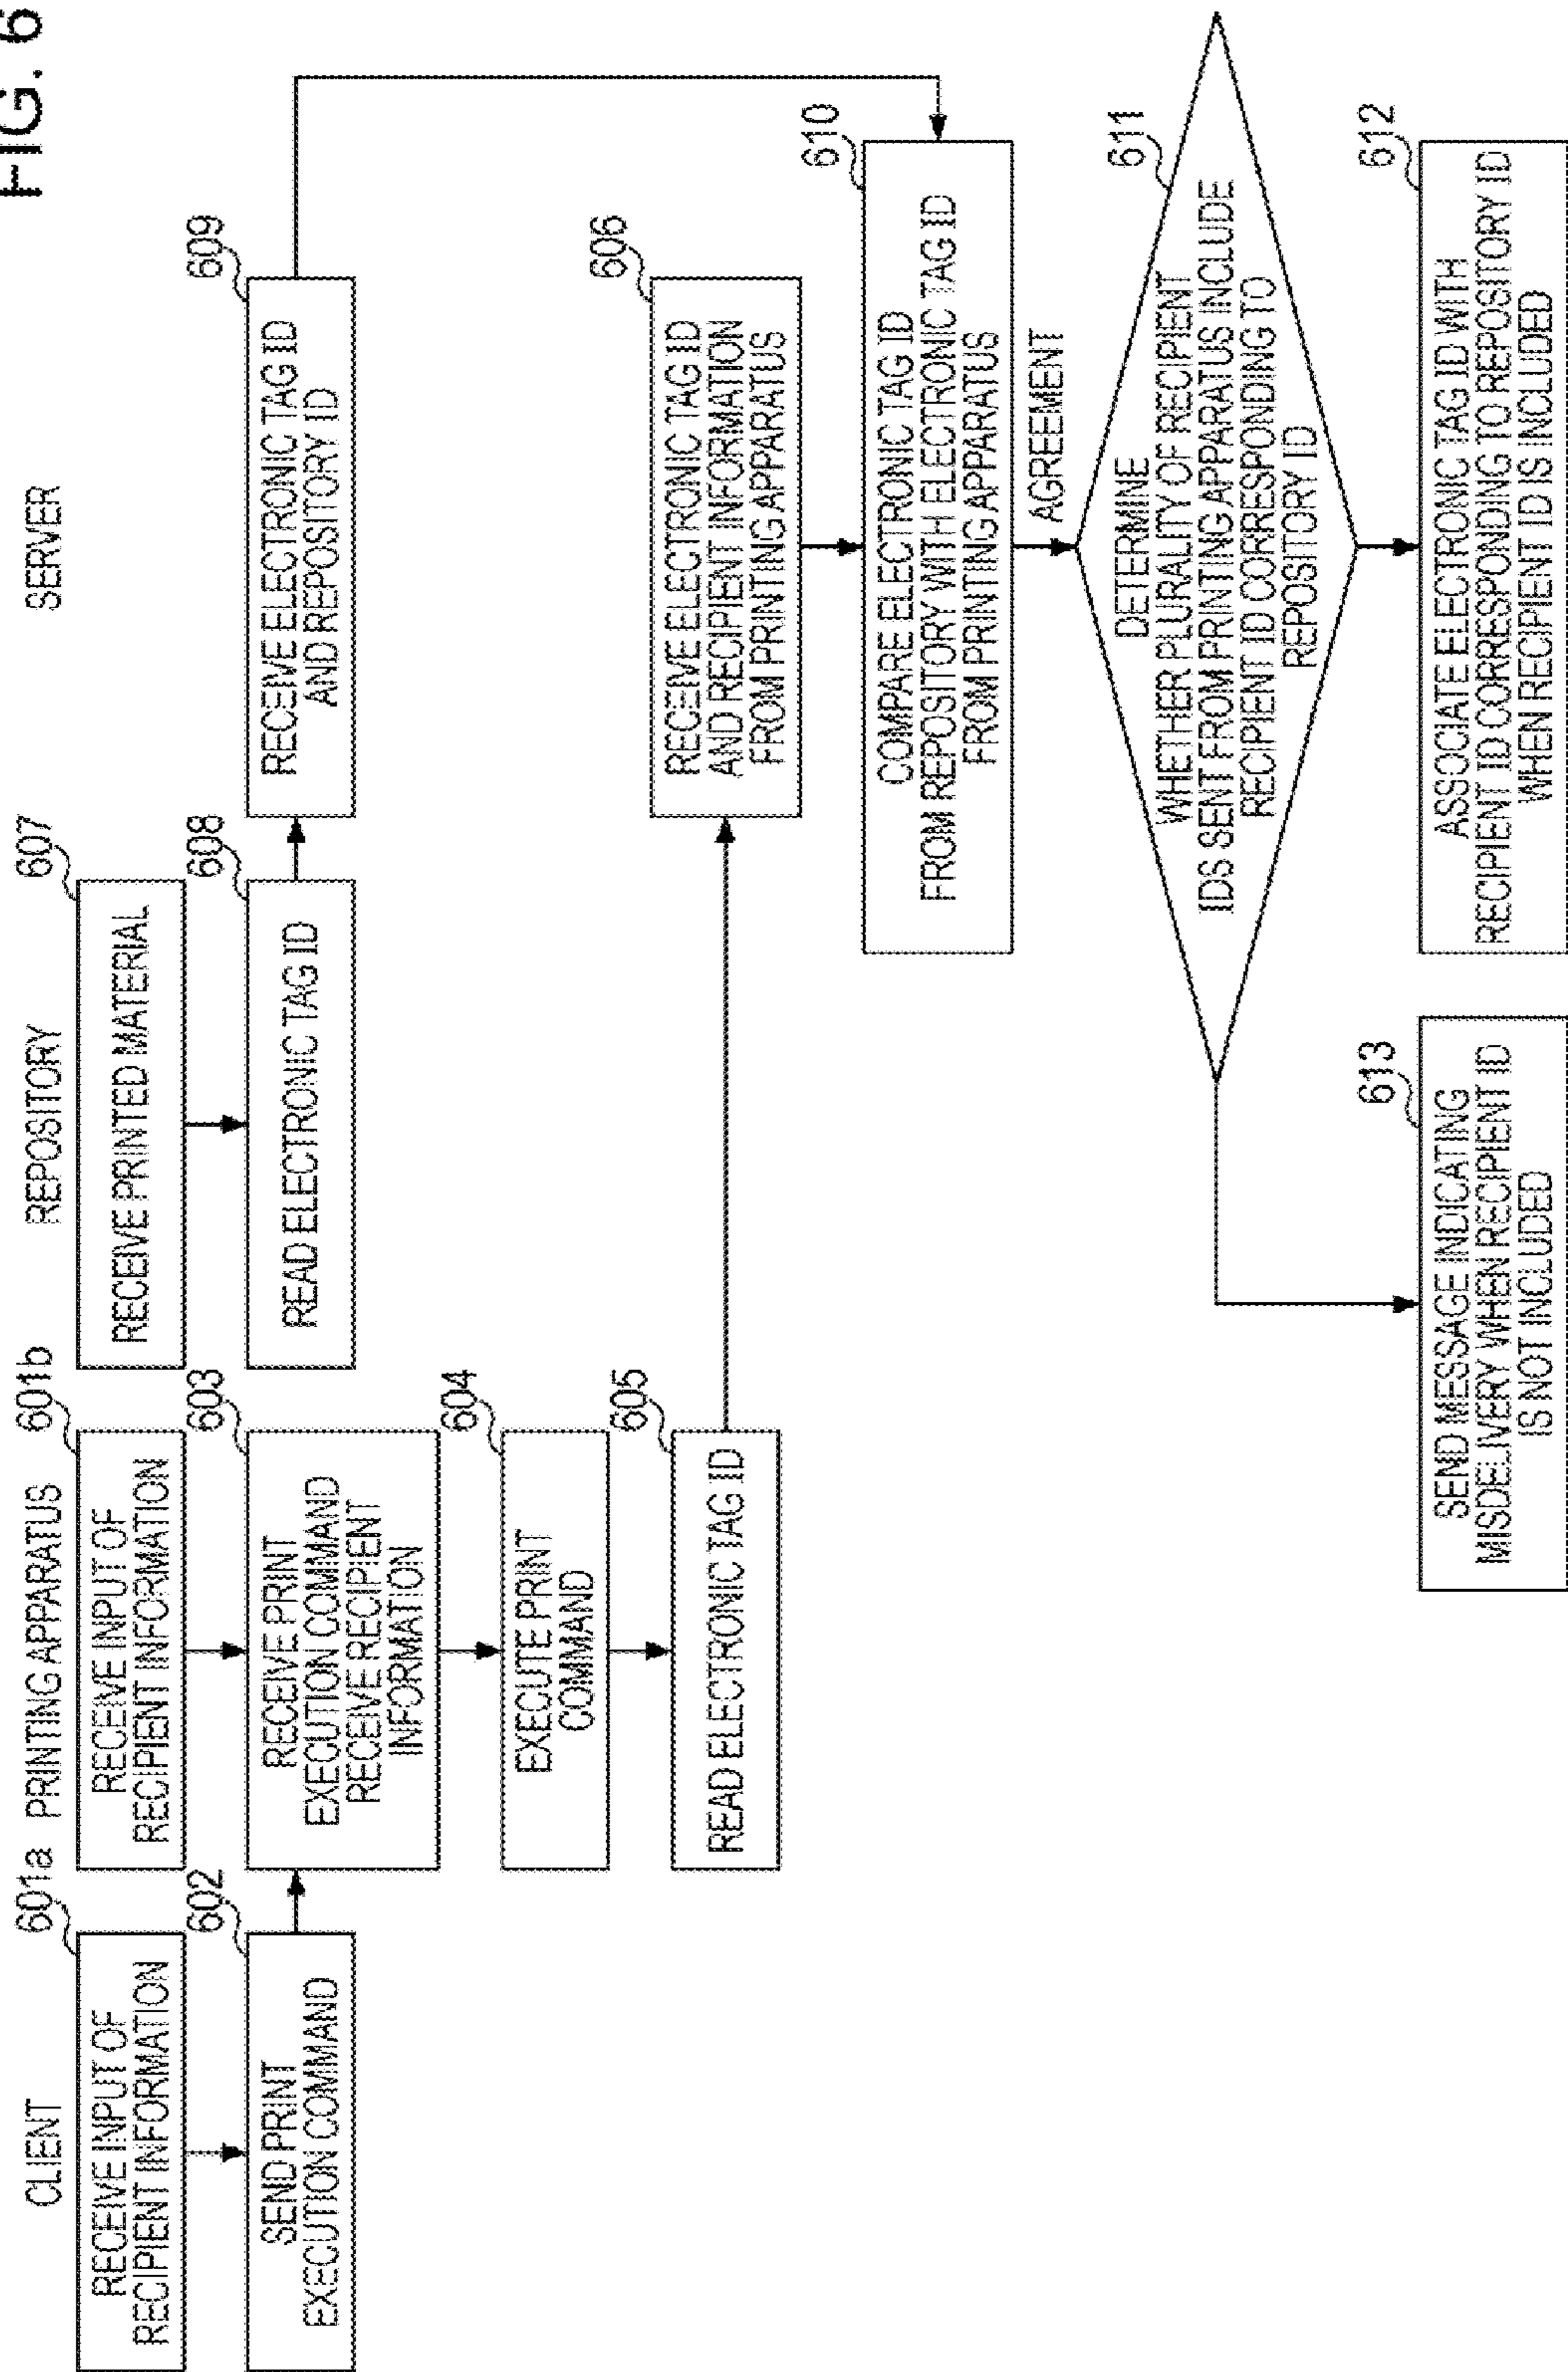 FIG. 6
CLIENT
601a
RECEIVE INPUT OF
RECIPIENT INFORMATION
602
SEND PRINT
EXECUTION COMMAND
PRINTING APPARATUS
601b
RECEIVE INPUT OF
RECIPIENT INFORMATION
603
RECEIVE PRINT
EXECUTION COMMAND
RECEIVE RECIPIENT
INFORMATION
604
EXECUTE PRINT
COMMAND
605
READ ELECTRONIC TAG ID
REPOSITORY
607
RECEIVE PRINTED MATERIAL
608
READ ELECTRONIC TAG ID
SERVER
609
RECEIVE ELECTRONIC TAG ID
AND REPOSITORY ID
606
RECEIVE ELECTRONIC TAG ID
AND RECIPIENT INFORMATION
FROM PRINTING APPARATUS
610
COMPARE ELECTRONIC TAG ID
FROM REPOSITORY WITH ELECTRONIC TAG ID
FROM PRINTING APPARATUS
AGREEMENT
611
DETERMINE
WHETHER PLURALITY OF RECIPIENT
IDS SENT FROM PRINTING APPARATUS INCLUDE
RECIPIENT ID CORRESPONDING TO
REPOSITORY ID
613
SEND MESSAGE INDICATING
MISDELIVERY WHEN RECIPIENT ID
IS NOT INCLUDED
612
ASSOCIATE ELECTRONIC TAG ID WITH
RECIPIENT ID CORRESPONDING TO REPOSITORY ID
WHEN RECIPIENT ID IS INCLUDED